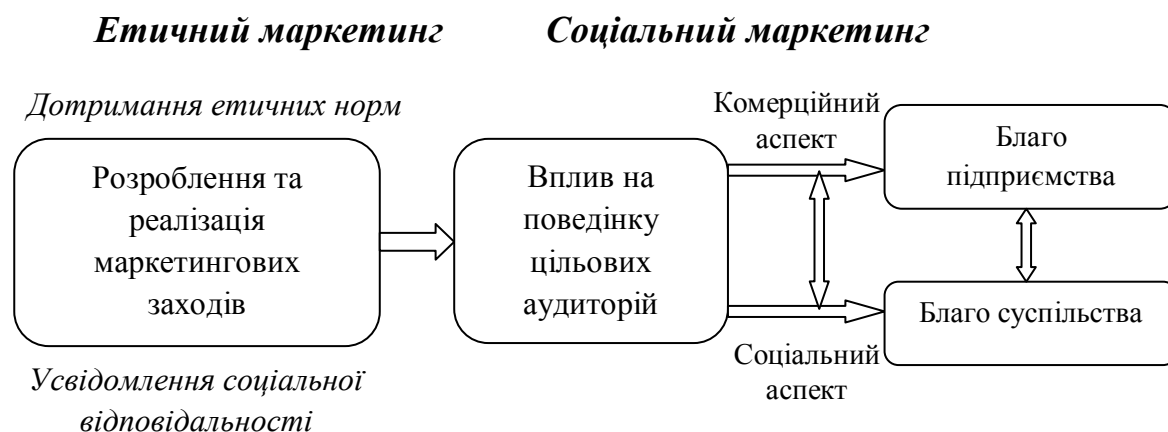 Етичний маркетинг
Соціальний маркетинг
Дотримання етичних норм
Розроблення та
реалізація
маркетингових
заходів
Усвідомлення соціальної
відповідальності
Вплив на
поведінку
цільових
аудиторій
Комерційний
аспект
Соціальний
аспект
Благо
підприємства
Благо суспільства